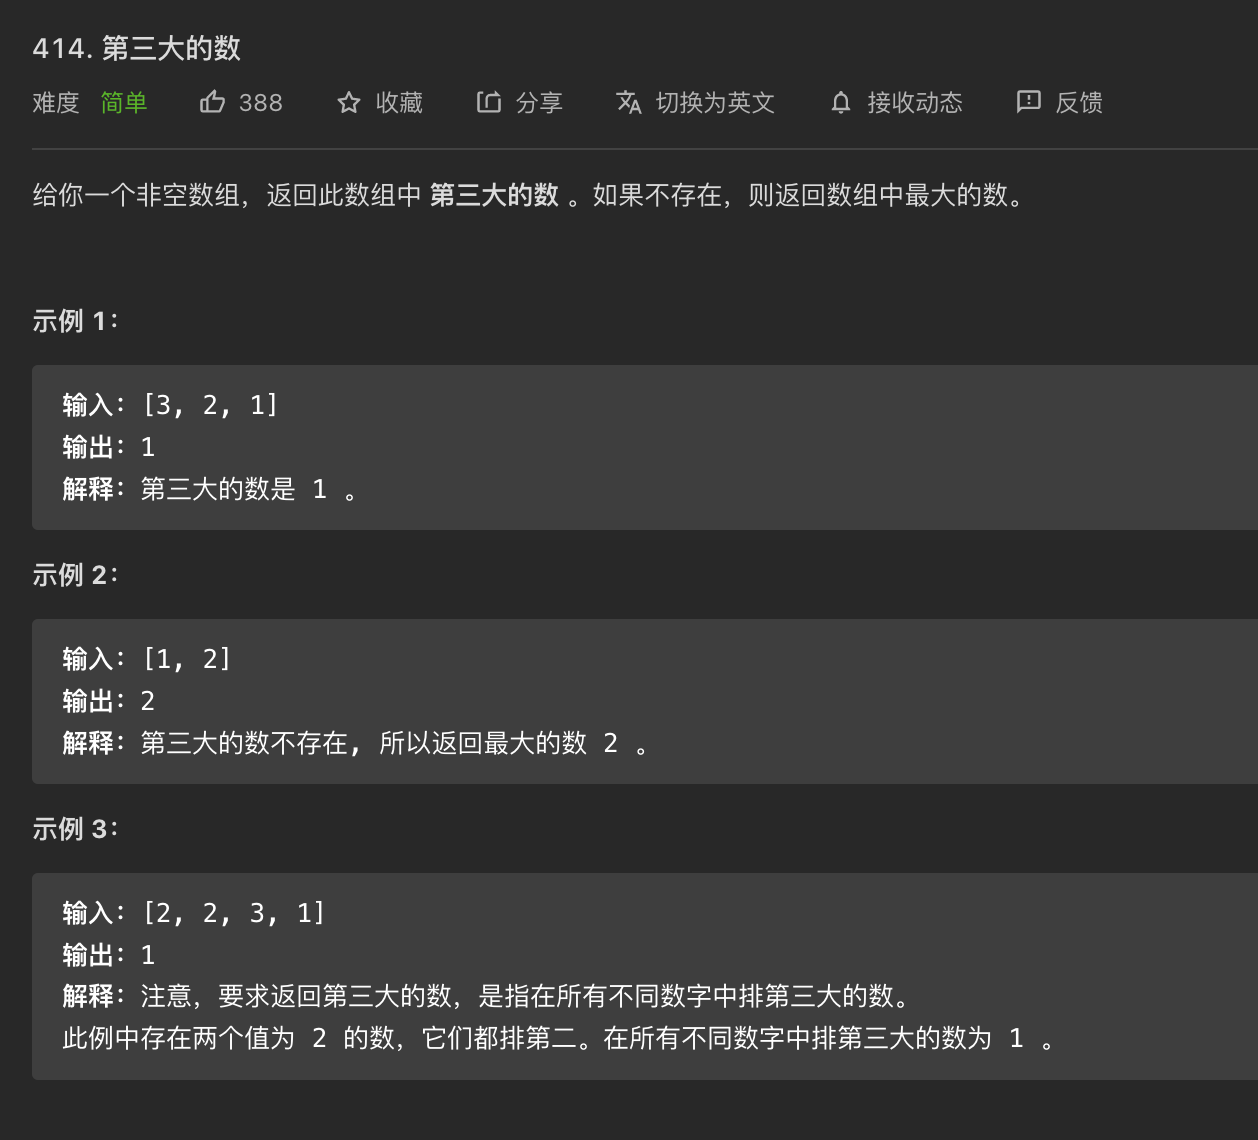 414. 第三大的数
难度 简单 388 收藏 分享 切换为英文 接收动态 反馈
给你一个非空数组，返回此数组中 第三大的数 。如果不存在，则返回数组中最大的数。
示例 1：
输入：[3, 2, 1]
输出：1
解释：第三大的数是 1 。
示例 2：
输入：[1, 2]
输出：2
解释：第三大的数不存在, 所以返回最大的数 2 。
示例 3：
输入：[2, 2, 3, 1]
输出：1
解释：注意，要求返回第三大的数，是指在所有不同数字中排第三大的数。
此例中存在两个值为 2 的数，它们都排第二。在所有不同数字中排第三大的数为 1 。